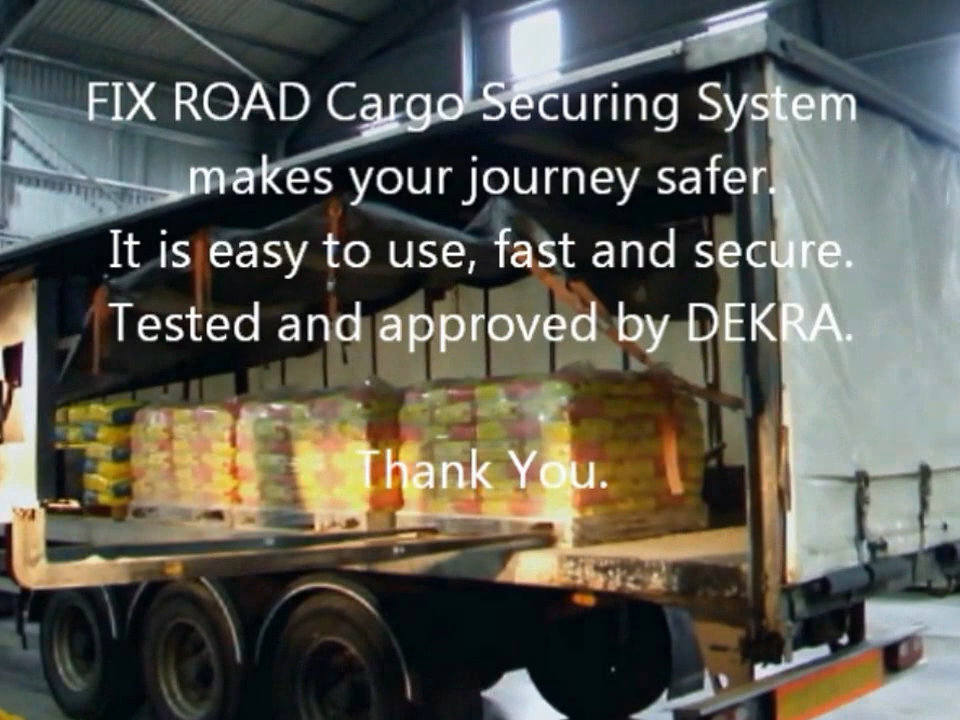 FIX ROAD Cargo Securing System
makes your journey safer.
It is easy to use, fast and secure.
Tested and approved by DEKRA.
Thank You.